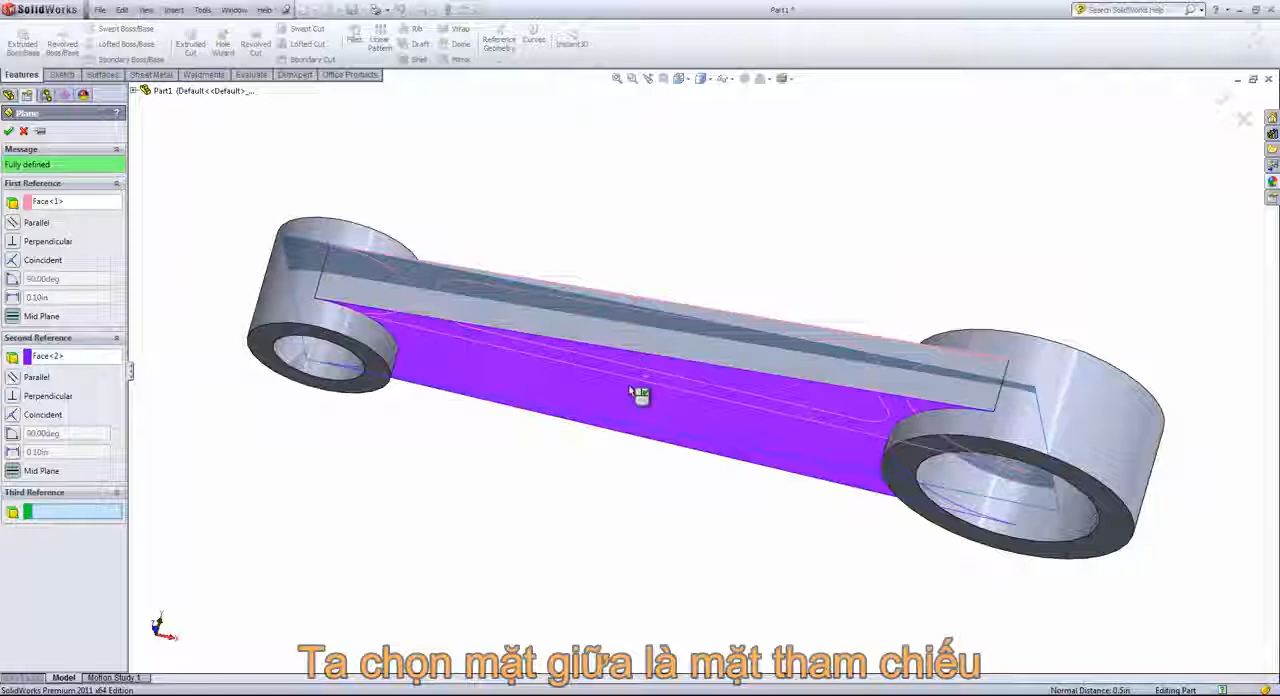 SolidWorks File Edit View Insert Tools Window Help Part1 * Search SolidWorks Help
Extruded Boss/Base
Revolved Boss/Base
Swept Boss/Base
Lofted Boss/Base
Boundary Boss/Base
Extruded Cut
Hole Wizard
Revolved Cut
Swept Cut
Lofted Cut
Boundary Cut
Fillet
Linear Pattern
Rib
Draft
Shell
Wrap
Dome
Mirror
Reference Geometry
Curves
Instant3D
Features Sketch Surfaces Sheet Metal Weldments Evaluate DimXpert Office Products
Part1 (Default<<Default>_...
Plane ?
Message
Fully defined
First Reference
Face<1>
Parallel
Perpendicular
Coincident
90.00deg
0.10in
Mid Plane
Second Reference
Face<2>
Parallel
Perpendicular
Coincident
90.00deg
0.10in
Mid Plane
Third Reference
Ta chọn mặt giữa là mặt tham chiếu
Model Motion Study 1
SolidWorks Premium 2011 x64 Edition Normal Distance: 0.5in Editing Part